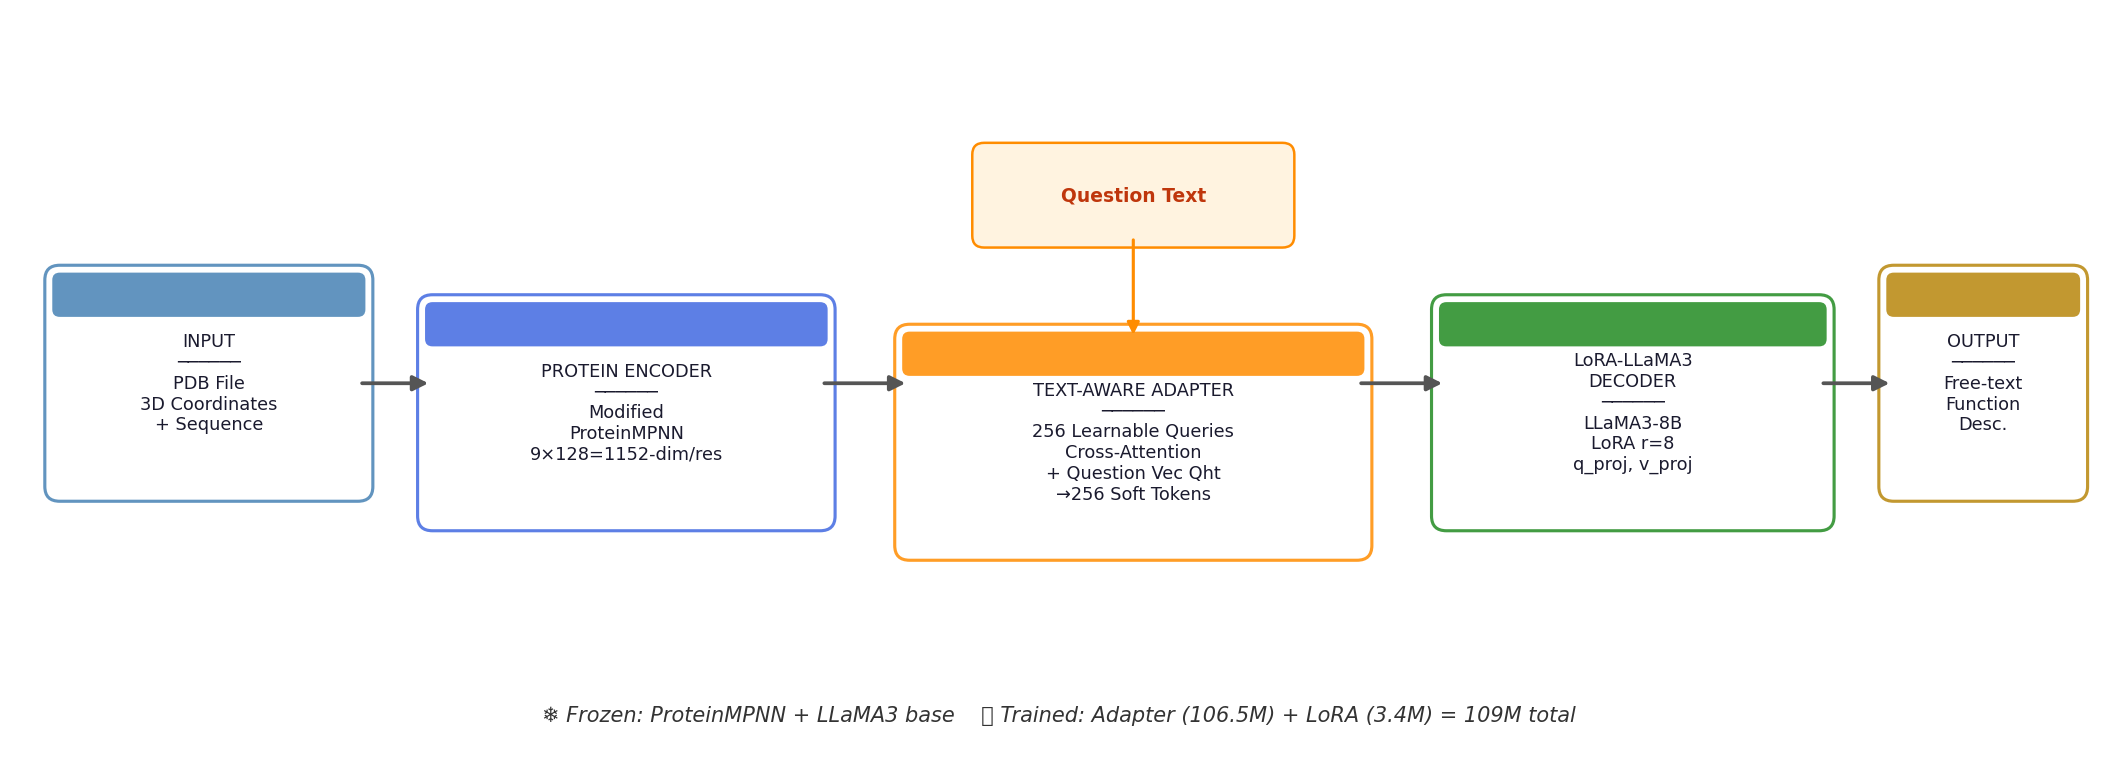 Question Text
INPUT
PDB File
3D Coordinates
+ Sequence
PROTEIN ENCODER
Modified
ProteinMPNN
9×128=1152-dim/res
TEXT-AWARE ADAPTER
256 Learnable Queries
Cross-Attention
+ Question Vec Qht
→256 Soft Tokens
LoRA-LLaMA3
DECODER
LLaMA3-8B
LoRA r=8
q_proj, v_proj
OUTPUT
Free-text
Function
Desc.
❄ Frozen: ProteinMPNN + LLaMA3 base ▯ Trained: Adapter (106.5M) + LoRA (3.4M) = 109M total